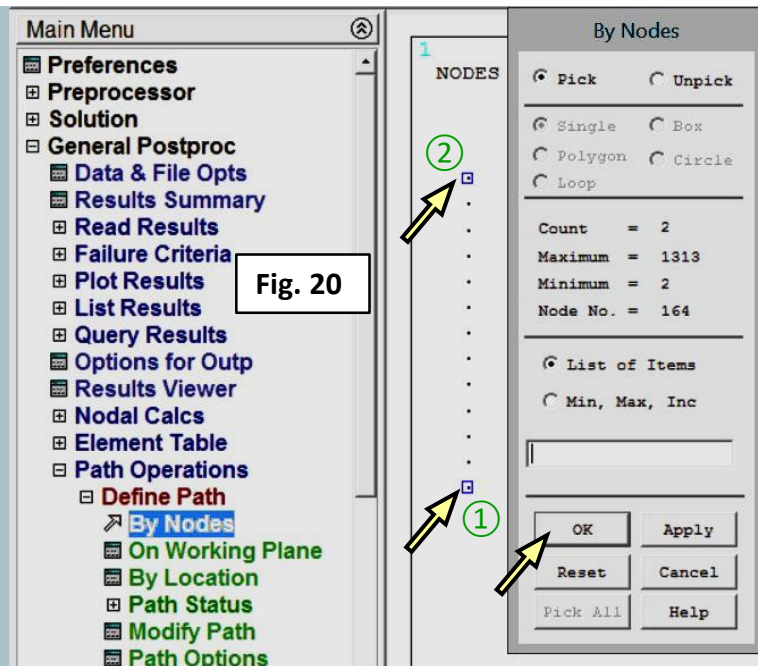 Main Menu
Preferences
Preprocessor
Solution
General Postproc
Data & File Opts
Results Summary
Read Results
Failure Criteria
Plot Results
List Results
Query Results
Options for Outp
Results Viewer
Nodal Calcs
Element Table
Path Operations
Define Path
By Nodes
On Working Plane
By Location
Path Status
Modify Path
Path Options
Fig. 20
1
NODES
②
①
By Nodes
Pick Unpick
Single Box
Polygon Circle
Loop
Count = 2
Maximum = 1313
Minimum = 2
Node No. = 164
List of Items
Min, Max, Inc
OK Apply
Reset Cancel
Pick All Help